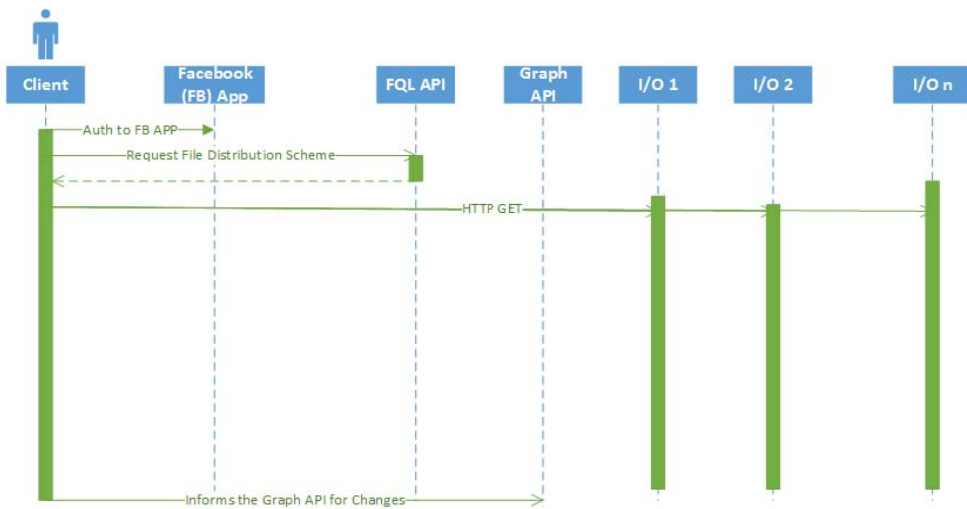 Client
Facebook
(FB) App
FQL API
Graph
API
I/O 1
I/O 2
I/O n
Auth to FB APP
Request File Distribution Scheme
HTTP GET
Informs the Graph API for Changes